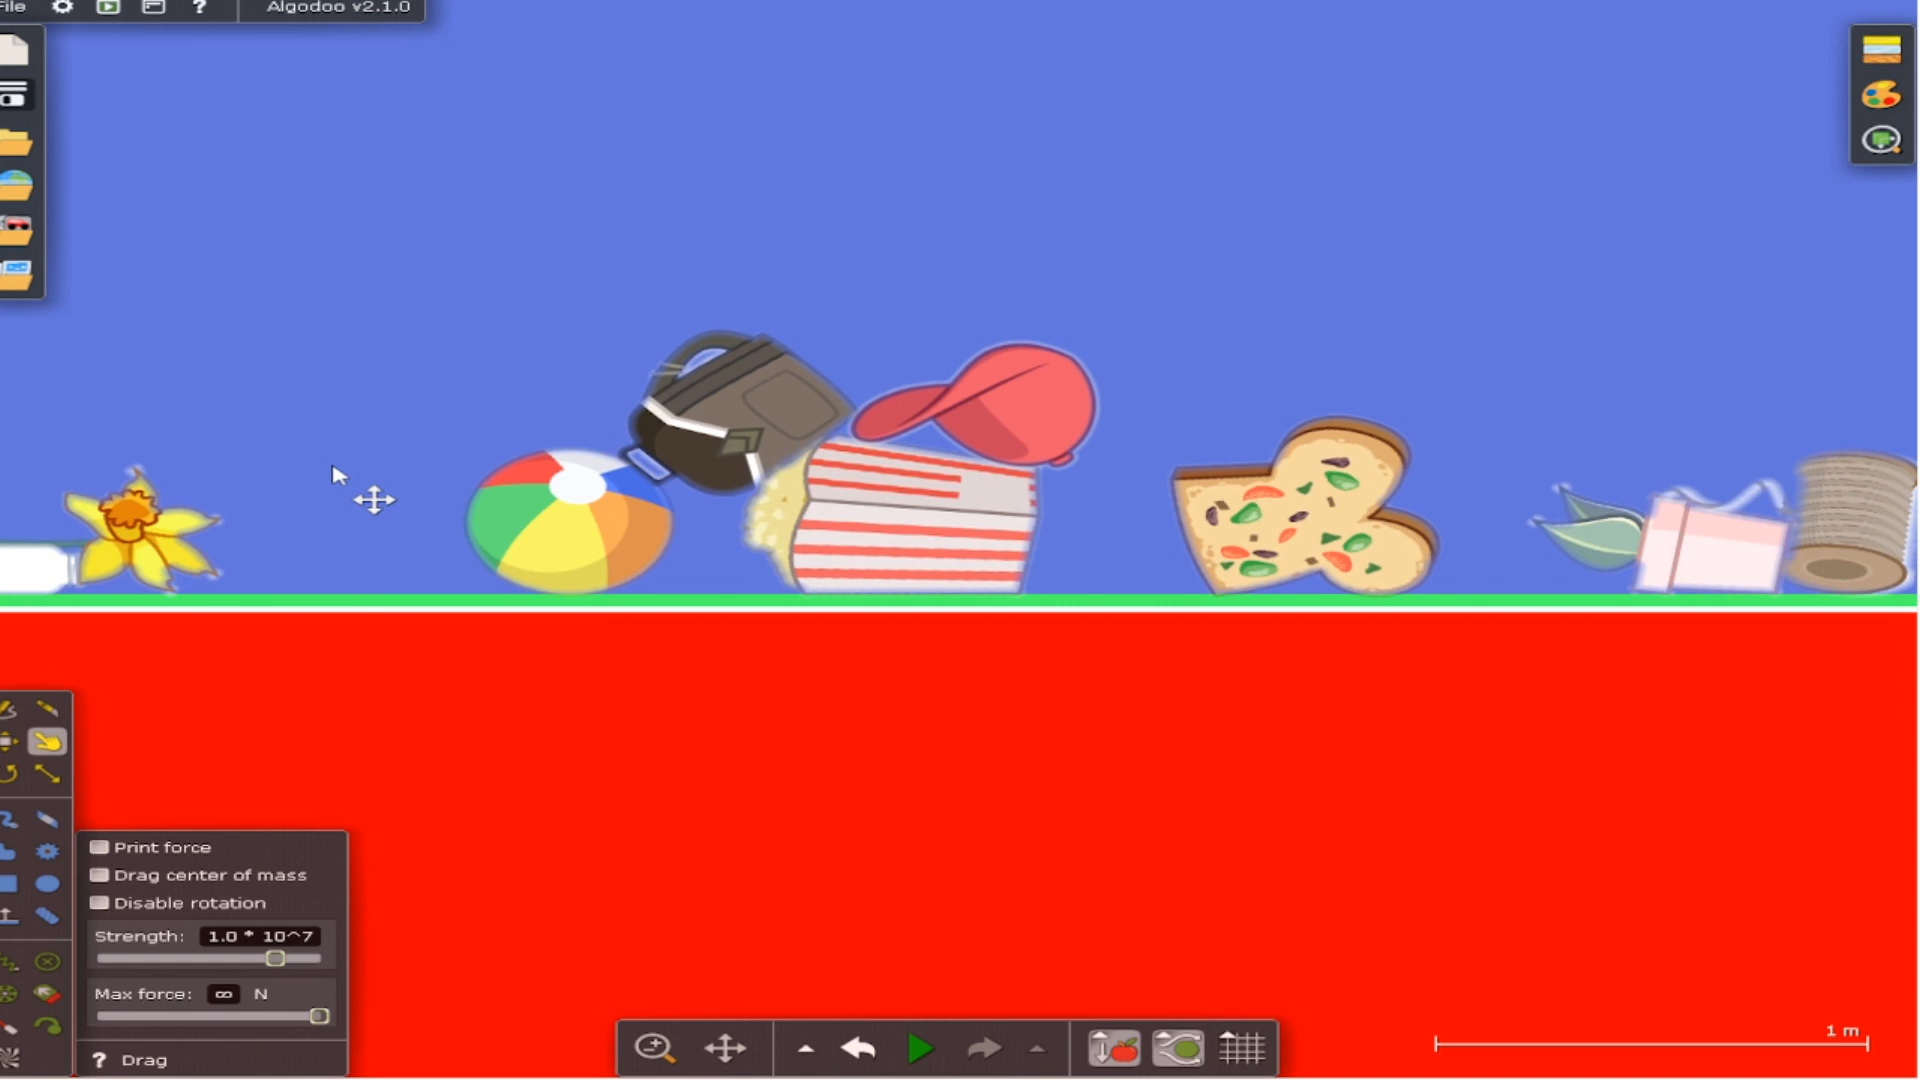 File ? Algodoo v2.1.0
Print force
Drag center of mass
Disable rotation
Strength: 1.0 * 10^7
Max force: ∞ N
? Drag
1 m